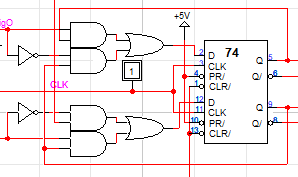 +5V
igO
1
CLK
74
2 D Q 5
3 CLK
4 PR/ Q/ 6
1 CLR/
12 D Q 9
11 CLK
10 PR/ Q/ 8
13 CLR/